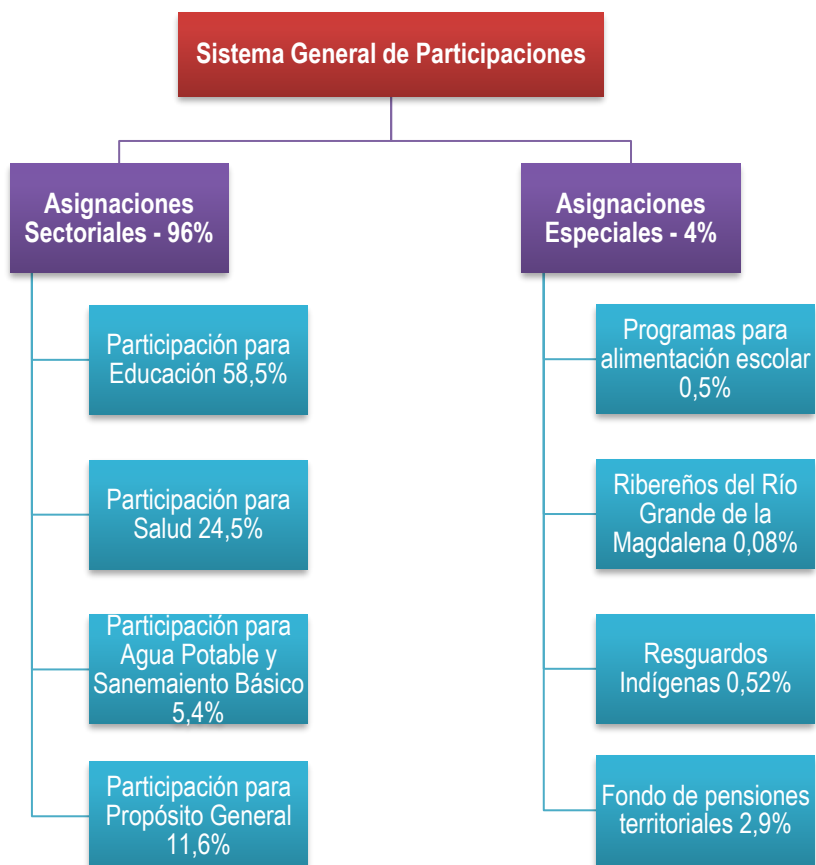 Sistema General de Participaciones
Asignaciones
Sectoriales - 96%
Participación para
Educación 58,5%
Participación para
Salud 24,5%
Participación para
Agua Potable y
Sanemaiento Básico
5,4%
Participación para
Propósito General
11,6%
Asignaciones
Especiales - 4%
Programas para
alimentación escolar
0,5%
Ribereños del Río
Grande de la
Magdalena 0,08%
Resguardos
Indígenas 0,52%
Fondo de pensiones
territoriales 2,9%